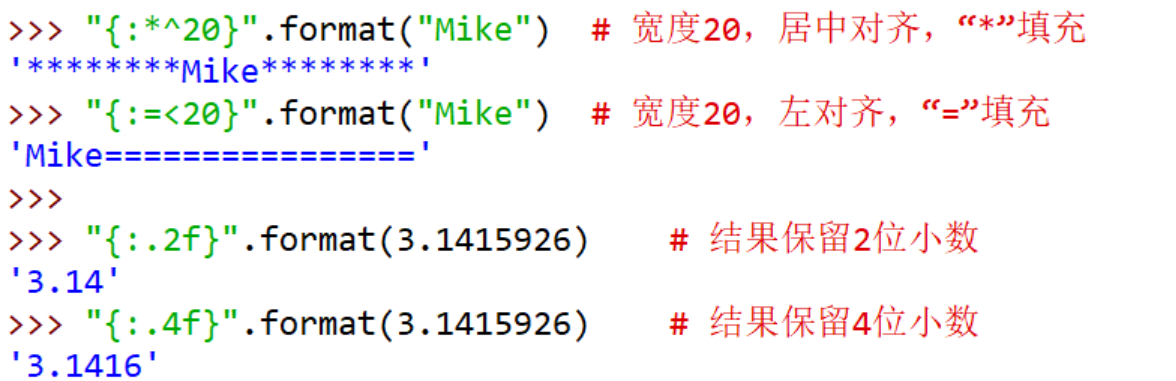 >>> "{:*^20}".format("Mike")  # 宽度20，居中对齐，“*”填充
'********Mike********'
>>> "{:=<20}".format("Mike")  # 宽度20，左对齐，“=”填充
'Mike================'
>>>
>>> "{:.2f}".format(3.1415926)    # 结果保留2位小数
'3.14'
>>> "{:.4f}".format(3.1415926)    # 结果保留4位小数
'3.1416'